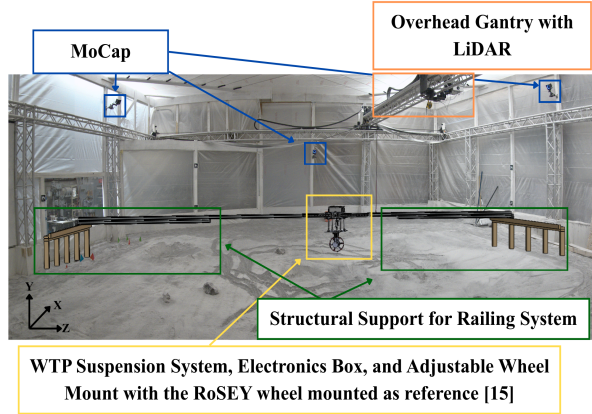 MoCap
Overhead Gantry with
LiDAR
Y
X
Z
Structural Support for Railing System
WTP Suspension System, Electronics Box, and Adjustable Wheel
Mount with the RoSEY wheel mounted as reference [15]